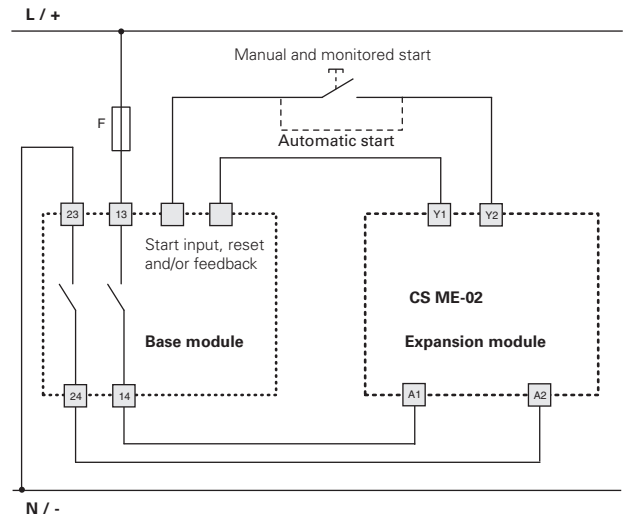 L / +
Manual and monitored start
F
Automatic start
23
13
Y1
Y2
Start input, reset
and/or feedback
CS ME-02
Base module
Expansion module
24
14
A1
A2
N / -